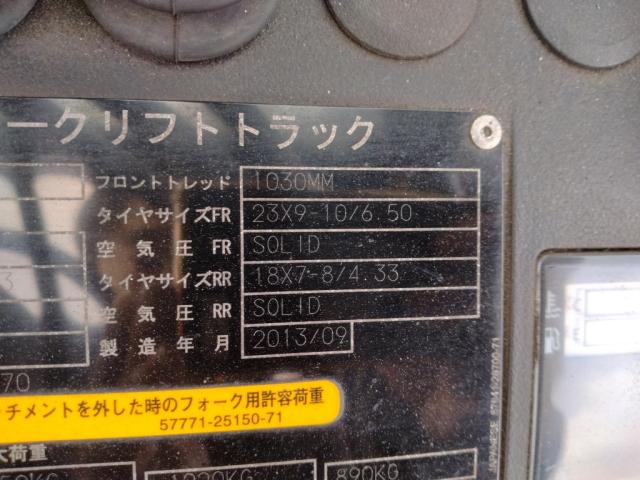 ークリフトトラック
フロントトレッド 1030MM
タイヤサイズFR 23X9-10/6.50
空気圧 FR SOLID
タイヤサイズRR 18X7-8/4.33
空気圧 RR SOLID
製造年月 2013/09
70
チメントを外した時のフォーク用許容荷重
57771-25150-71
大荷重
890KG